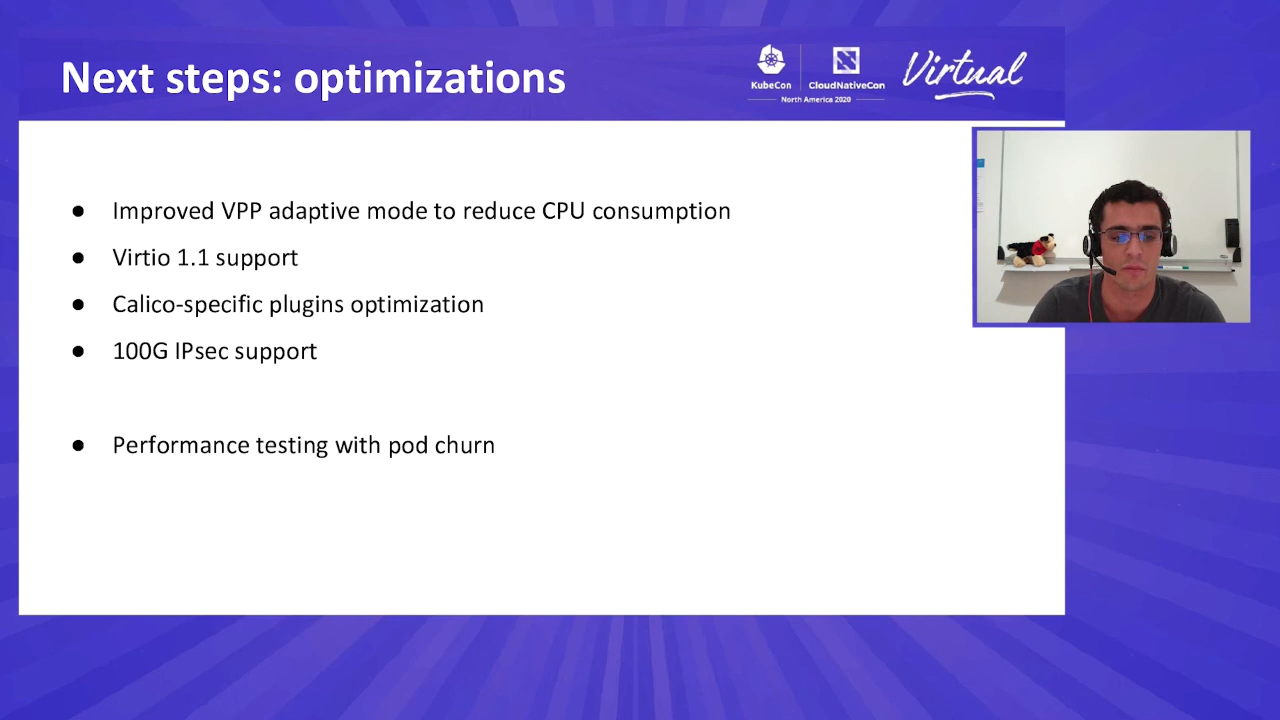 Next steps: optimizations
KubeCon
CloudNativeCon
North America 2020
Virtual
● Improved VPP adaptive mode to reduce CPU consumption
● Virtio 1.1 support
● Calico-specific plugins optimization
● 100G IPsec support
● Performance testing with pod churn